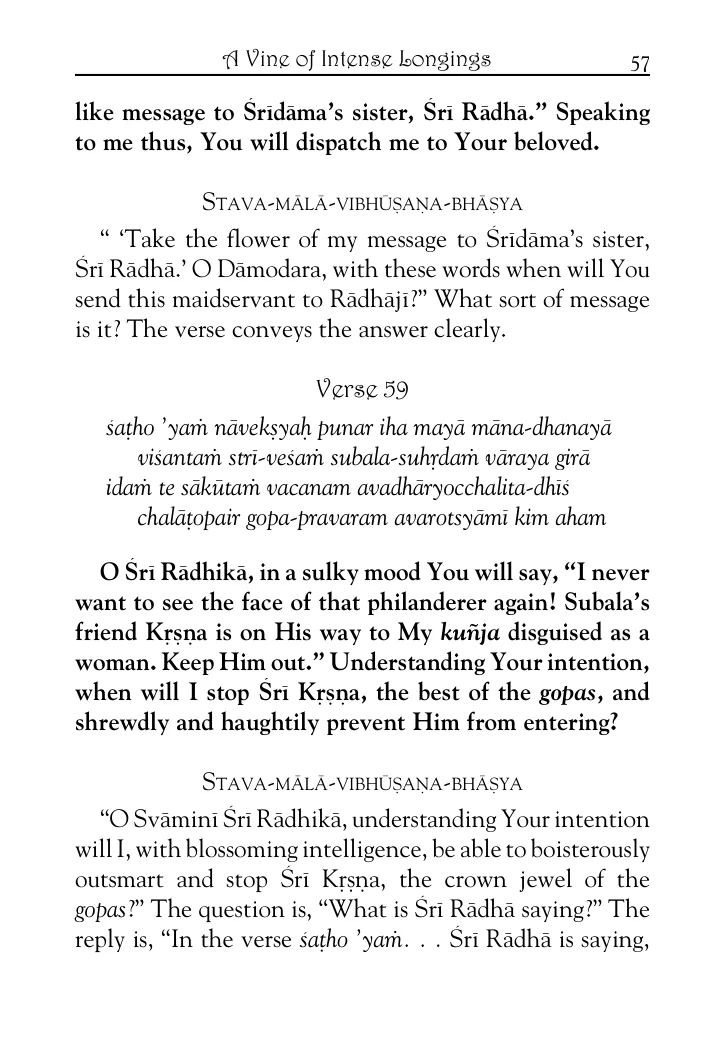 A Vine of Intense Longings 57
like message to Śrīdāma’s sister, Śrī Rādhā.” Speaking
to me thus, You will dispatch me to Your beloved.
Stava-mālā-vibhūṣaṇa-bhāṣya
“ ‘Take the flower of my message to Śrīdāma’s sister,
Śrī Rādhā.’ O Dāmodara, with these words when will You
send this maidservant to Rādhājī?” What sort of message
is it? The verse conveys the answer clearly.
Verse 59
śaṭho ’yaṁ nāvekṣyaḥ punar iha mayā māna-dhanayā
viśantaṁ strī-veśaṁ subala-suhṛdaṁ vāraya girā
idaṁ te sākūtaṁ vacanam avadhāryocchalita-dhīś
chalāṭopair gopa-pravaram avarotsyāmī kim aham
O Śrī Rādhikā, in a sulky mood You will say, “I never
want to see the face of that philanderer again! Subala’s
friend Kṛṣṇa is on His way to My kuñja disguised as a
woman. Keep Him out.” Understanding Your intention,
when will I stop Śrī Kṛṣṇa, the best of the gopas, and
shrewdly and haughtily prevent Him from entering?
Stava-mālā-vibhūṣaṇa-bhāṣya
“O Svāminī Śrī Rādhikā, understanding Your intention
will I, with blossoming intelligence, be able to boisterously
outsmart and stop Śrī Kṛṣṇa, the crown jewel of the
gopas?” The question is, “What is Śrī Rādhā saying?” The
reply is, “In the verse śaṭho ’yaṁ. . . Śrī Rādhā is saying,